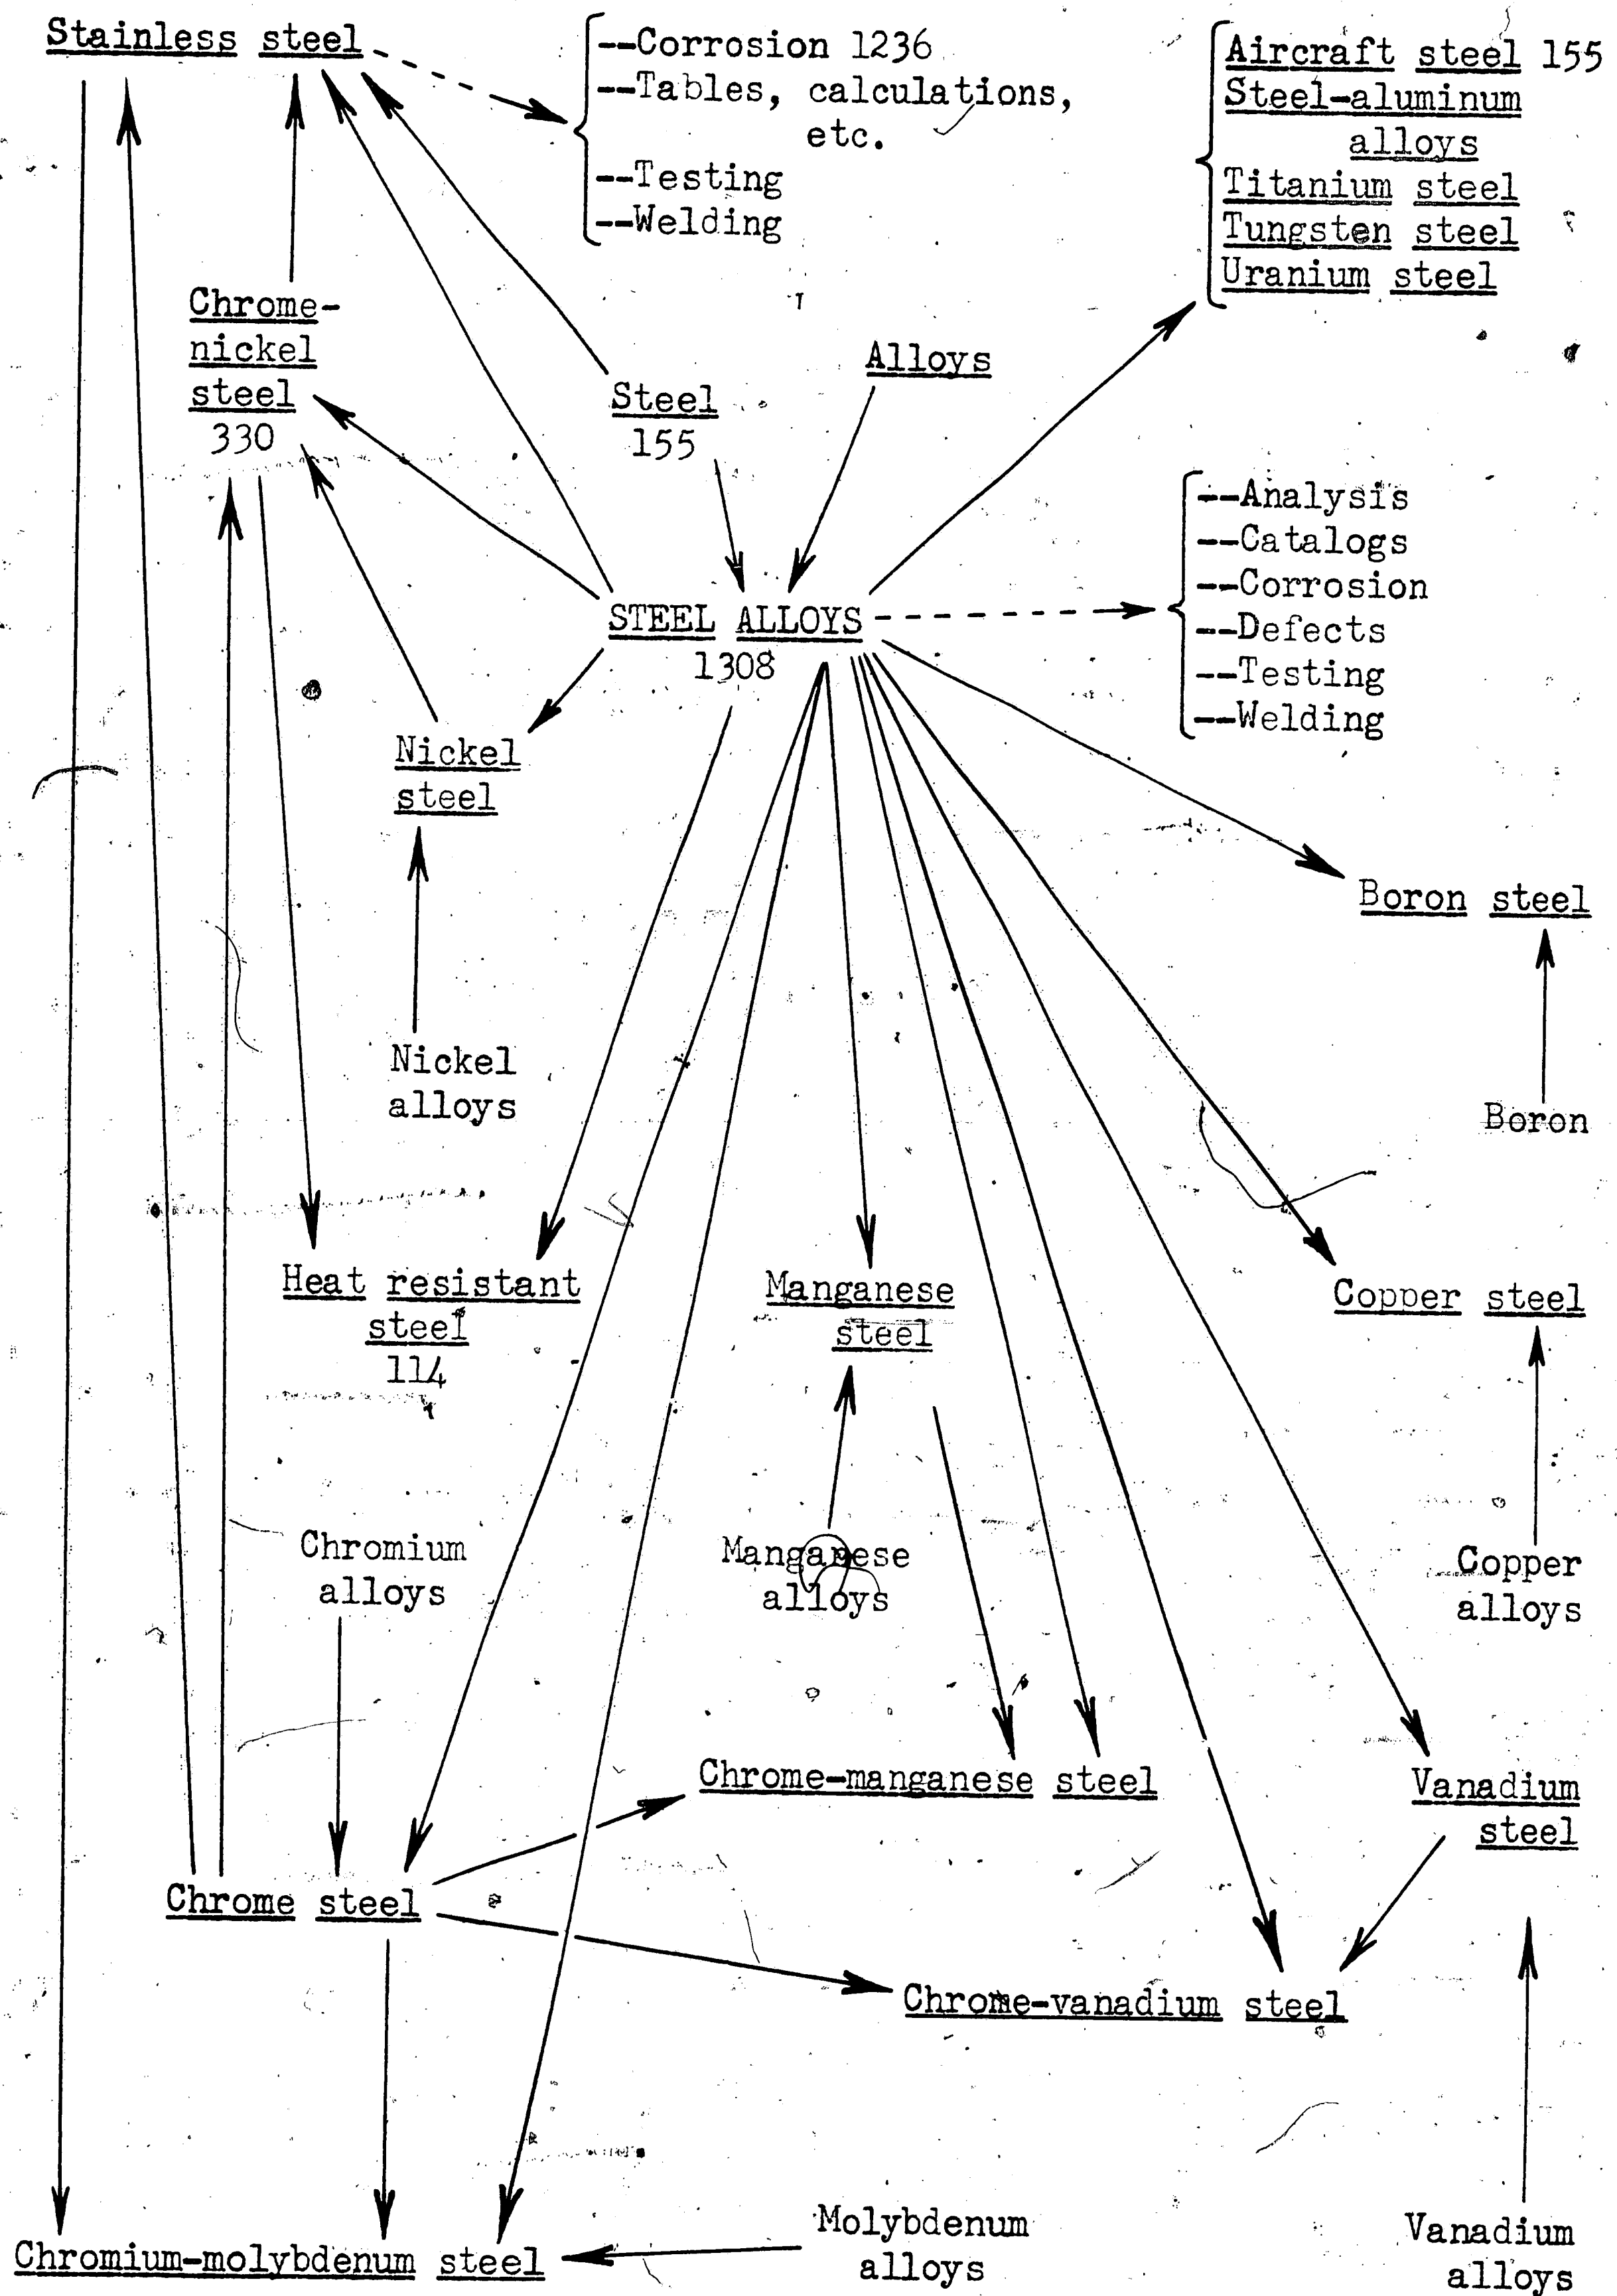 Stainless steel
--Corrosion 1236
--Tables, calculations,
etc.
--Testing
--Welding
Aircraft steel 155
Steel-aluminum
alloys
Titanium steel
Tungsten steel
Uranium steel
Chrome-
nickel
steel
330
Steel
155
Alloys
STEEL ALLOYS
1308
--Analysis
--Catalogs
--Corrosion
--Defects
--Testing
--Welding
Nickel
steel
Boron steel
Nickel
alloys
Boron
Heat resistant
steel
114
Manganese
steel
Copper steel
Chromium
alloys
Manganese
alloys
Copper
alloys
Chrome-manganese steel
Vanadium
steel
Chrome steel
Chrome-vanadium steel
Molybdenum
alloys
Vanadium
alloys
Chromium-molybdenum steel